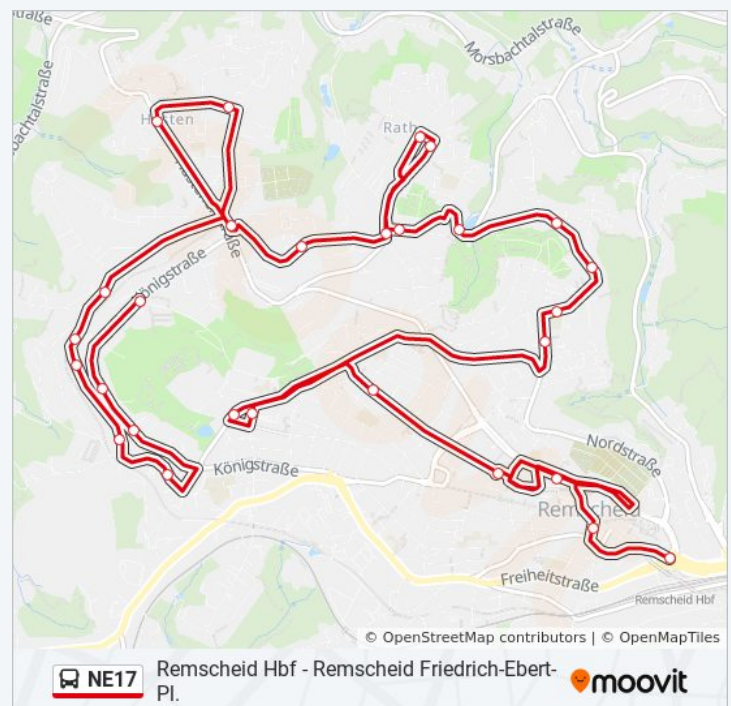 straße
Morsbachtalstraße
bachtalstraße
Hasten
Rath
Königstraße
Königstraße
Nordstraße
Remscheid
Freiheitstraße
Remscheid Hbf
© OpenStreetMap contributors | © OpenMapTiles
NE17
Remscheid Hbf - Remscheid Friedrich-Ebert-
Pl.
moovit